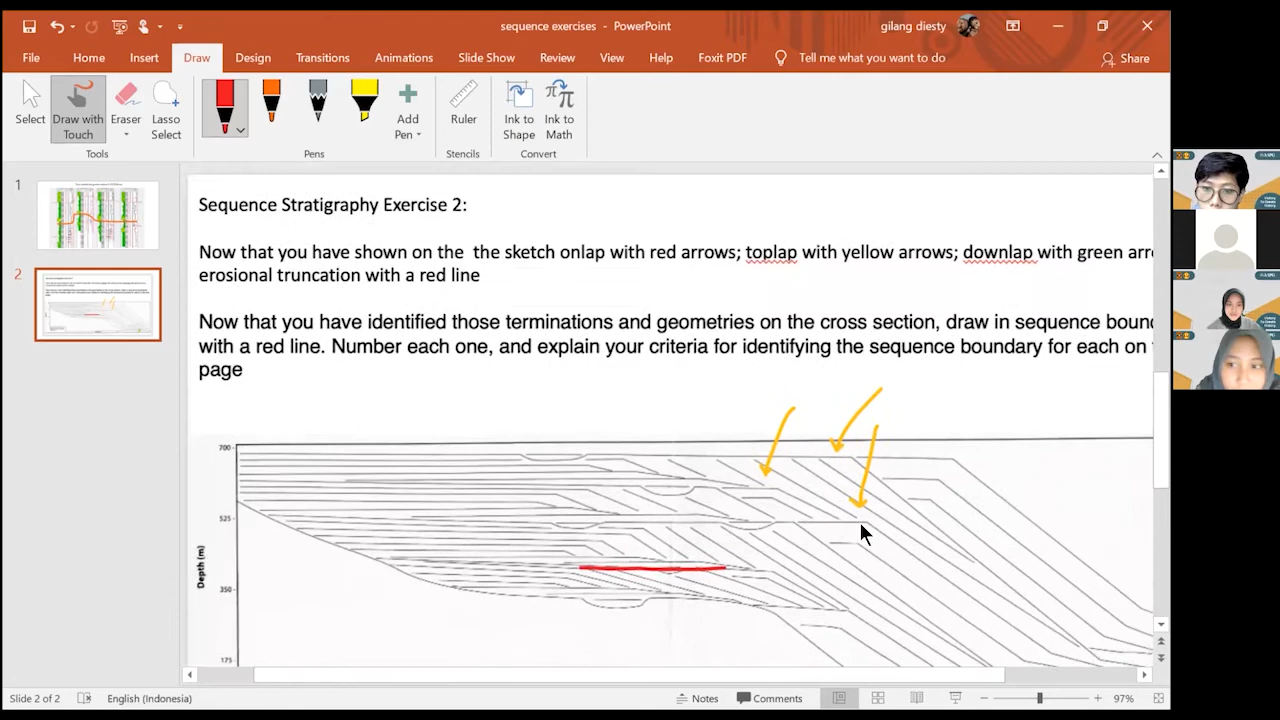 sequence exercises - PowerPoint
gilang diesty
File Home Insert Draw Design Transitions Animations Slide Show Review View Help Foxit PDF Tell me what you want to do Share
Select
Draw with Touch
Eraser
Lasso Select
Add Pen
Ruler
Ink to Shape
Ink to Math
Tools Pens Stencils Convert
1
2
Sequence Stratigraphy Exercise 2:
Now that you have shown on the the sketch onlap with red arrows; toplap with yellow arrows; downlap with green arr
erosional truncation with a red line
Now that you have identified those terminations and geometries on the cross section, draw in sequence boun
with a red line. Number each one, and explain your criteria for identifying the sequence boundary for each on
page
700
525
Depth (m)
350
175
Slide 2 of 2 English (Indonesia) Notes Comments 97%